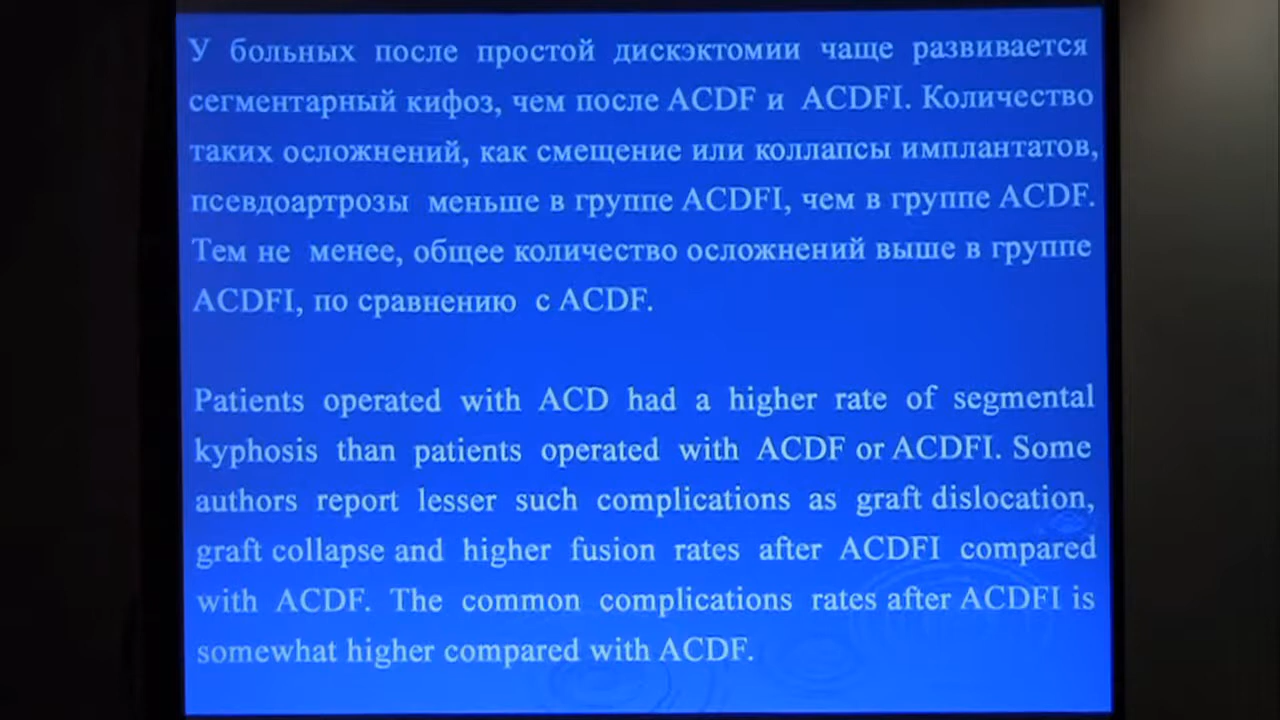 У больных после простой дискэктомии чаще развивается
сегментарный кифоз, чем после ACDF и ACDFI. Количество
таких осложнений, как смещение или коллапсы имплантатов,
псевдоартрозы меньше в группе ACDFI, чем в группе ACDF.
Тем не менее, общее количество осложнений выше в группе
ACDFI, по сравнению с ACDF.
Patients operated with ACD had a higher rate of segmental
kyphosis than patients operated with ACDF or ACDFI. Some
authors report lesser such complications as graft dislocation,
graft collapse and higher fusion rates after ACDFI compared
with ACDF. The common complications rates after ACDFI is
somewhat higher compared with ACDF.